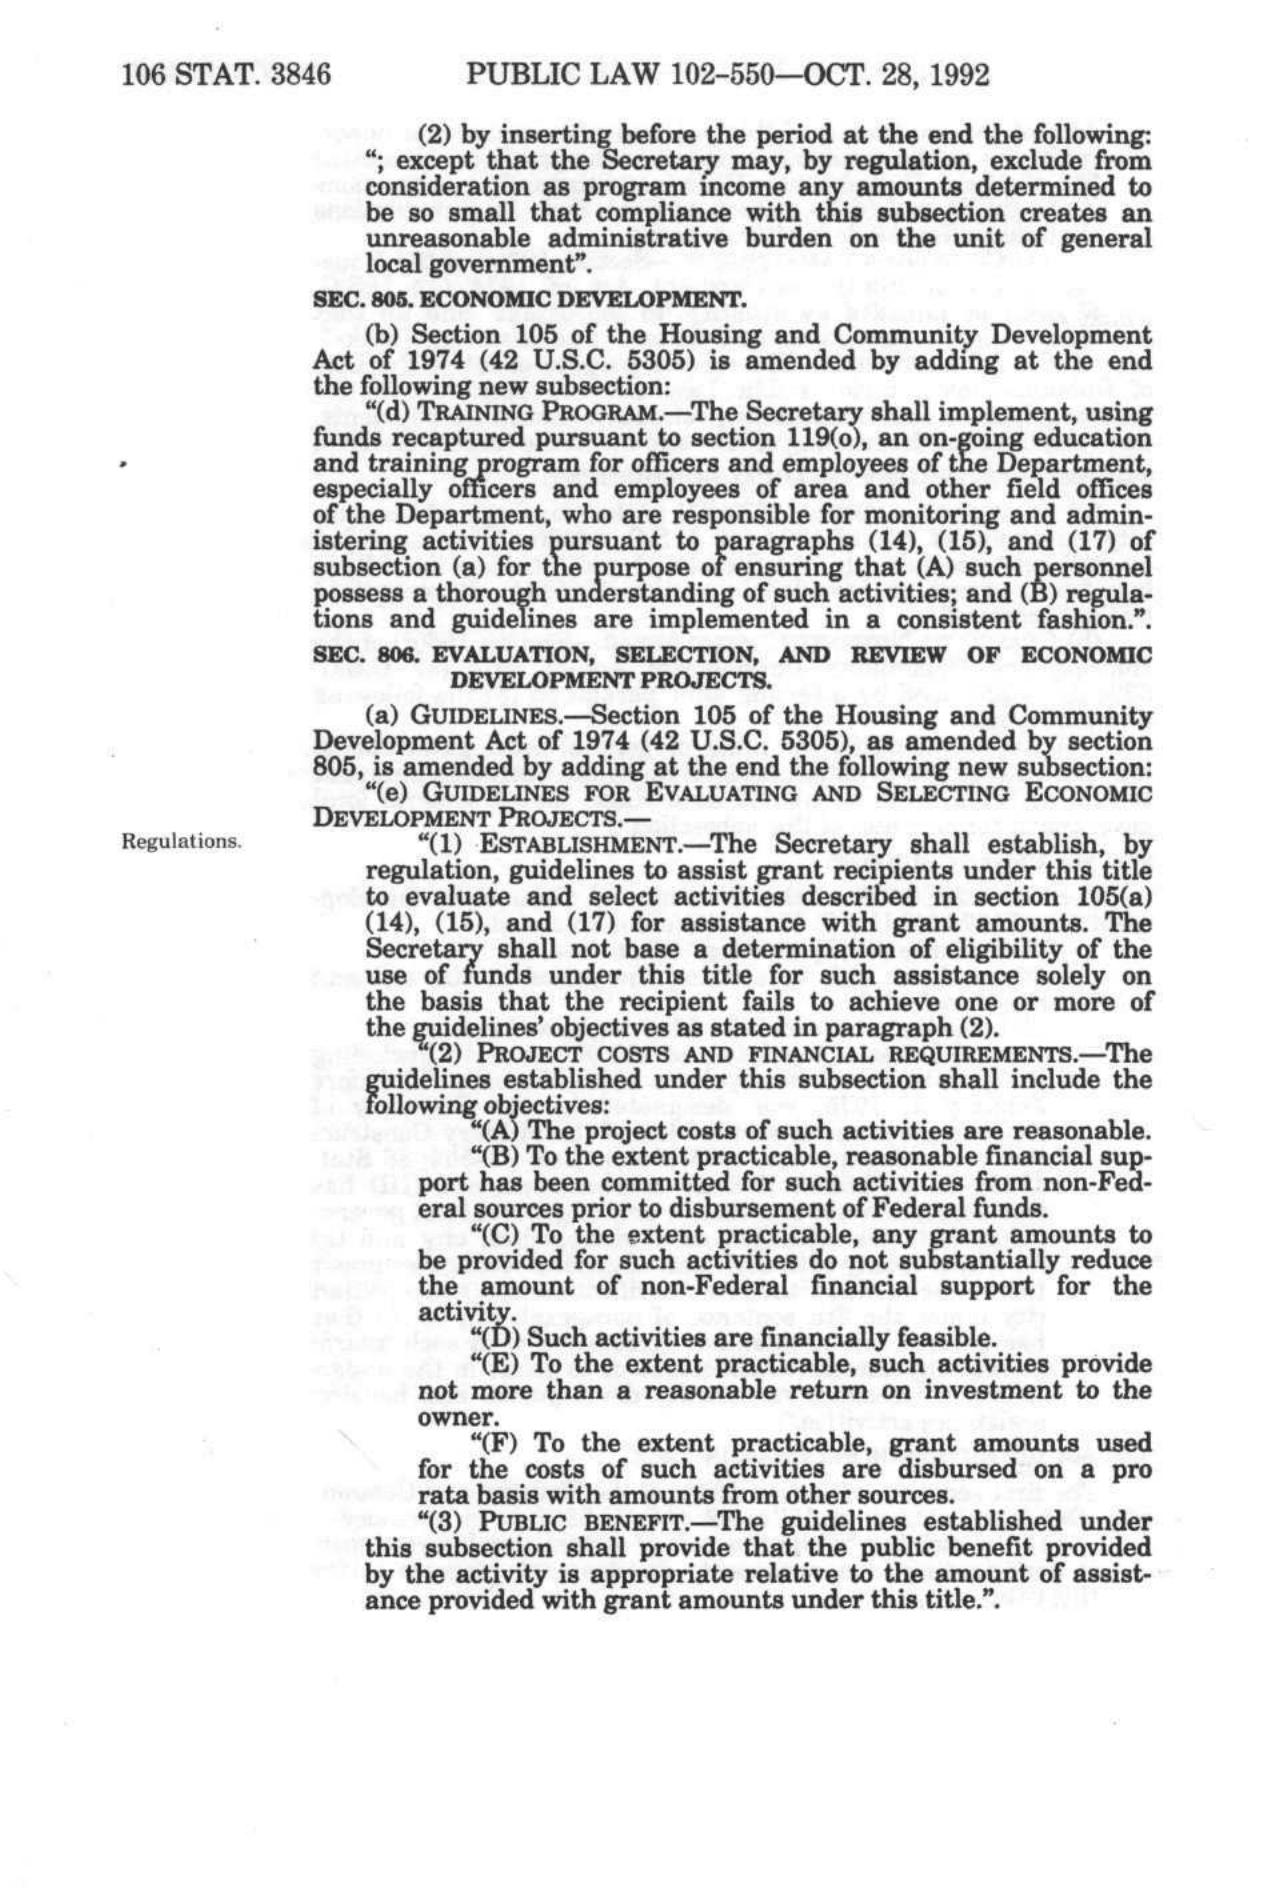 106 STAT. 3846 PUBLIC LAW 102-550—OCT. 28, 1992
(2) by inserting before the period at the end the following:
“; except that the Secretary may, by regulation, exclude from
consideration as program income any amounts determined to
be so small that compliance with this subsection creates an
unreasonable administrative burden on the unit of general
local government”.
SEC. 805. ECONOMIC DEVELOPMENT.
(b) Section 105 of the Housing and Community Development
Act of 1974 (42 U.S.C. 5305) is amended by adding at the end
the following new subsection:
“(d) TRAINING PROGRAM.—The Secretary shall implement, using
funds recaptured pursuant to section 119(o), an on-going education
and training program for officers and employees of the Department,
especially officers and employees of area and other field offices
of the Department, who are responsible for monitoring and admin-
istering activities pursuant to paragraphs (14), (15), and (17) of
subsection (a) for the purpose of ensuring that (A) such personnel
possess a thorough understanding of such activities; and (B) regula-
tions and guidelines are implemented in a consistent fashion.”.
SEC. 806. EVALUATION, SELECTION, AND REVIEW OF ECONOMIC
DEVELOPMENT PROJECTS.
(a) GUIDELINES.—Section 105 of the Housing and Community
Development Act of 1974 (42 U.S.C. 5305), as amended by section
805, is amended by adding at the end the following new subsection:
“(e) GUIDELINES FOR EVALUATING AND SELECTING ECONOMIC
DEVELOPMENT PROJECTS.—
Regulations.
“(1) ESTABLISHMENT.—The Secretary shall establish, by
regulation, guidelines to assist grant recipients under this title
to evaluate and select activities described in section 105(a)
(14), (15), and (17) for assistance with grant amounts. The
Secretary shall not base a determination of eligibility of the
use of funds under this title for such assistance solely on
the basis that the recipient fails to achieve one or more of
the guidelines’ objectives as stated in paragraph (2).
“(2) PROJECT COSTS AND FINANCIAL REQUIREMENTS.—The
guidelines established under this subsection shall include the
following objectives:
“(A) The project costs of such activities are reasonable.
“(B) To the extent practicable, reasonable financial sup-
port has been committed for such activities from non-Fed-
eral sources prior to disbursement of Federal funds.
“(C) To the extent practicable, any grant amounts to
be provided for such activities do not substantially reduce
the amount of non-Federal financial support for the
activity.
“(D) Such activities are financially feasible.
“(E) To the extent practicable, such activities provide
not more than a reasonable return on investment to the
owner.
“(F) To the extent practicable, grant amounts used
for the costs of such activities are disbursed on a pro
rata basis with amounts from other sources.
“(3) PUBLIC BENEFIT.—The guidelines established under
this subsection shall provide that the public benefit provided
by the activity is appropriate relative to the amount of assist-
ance provided with grant amounts under this title.”.